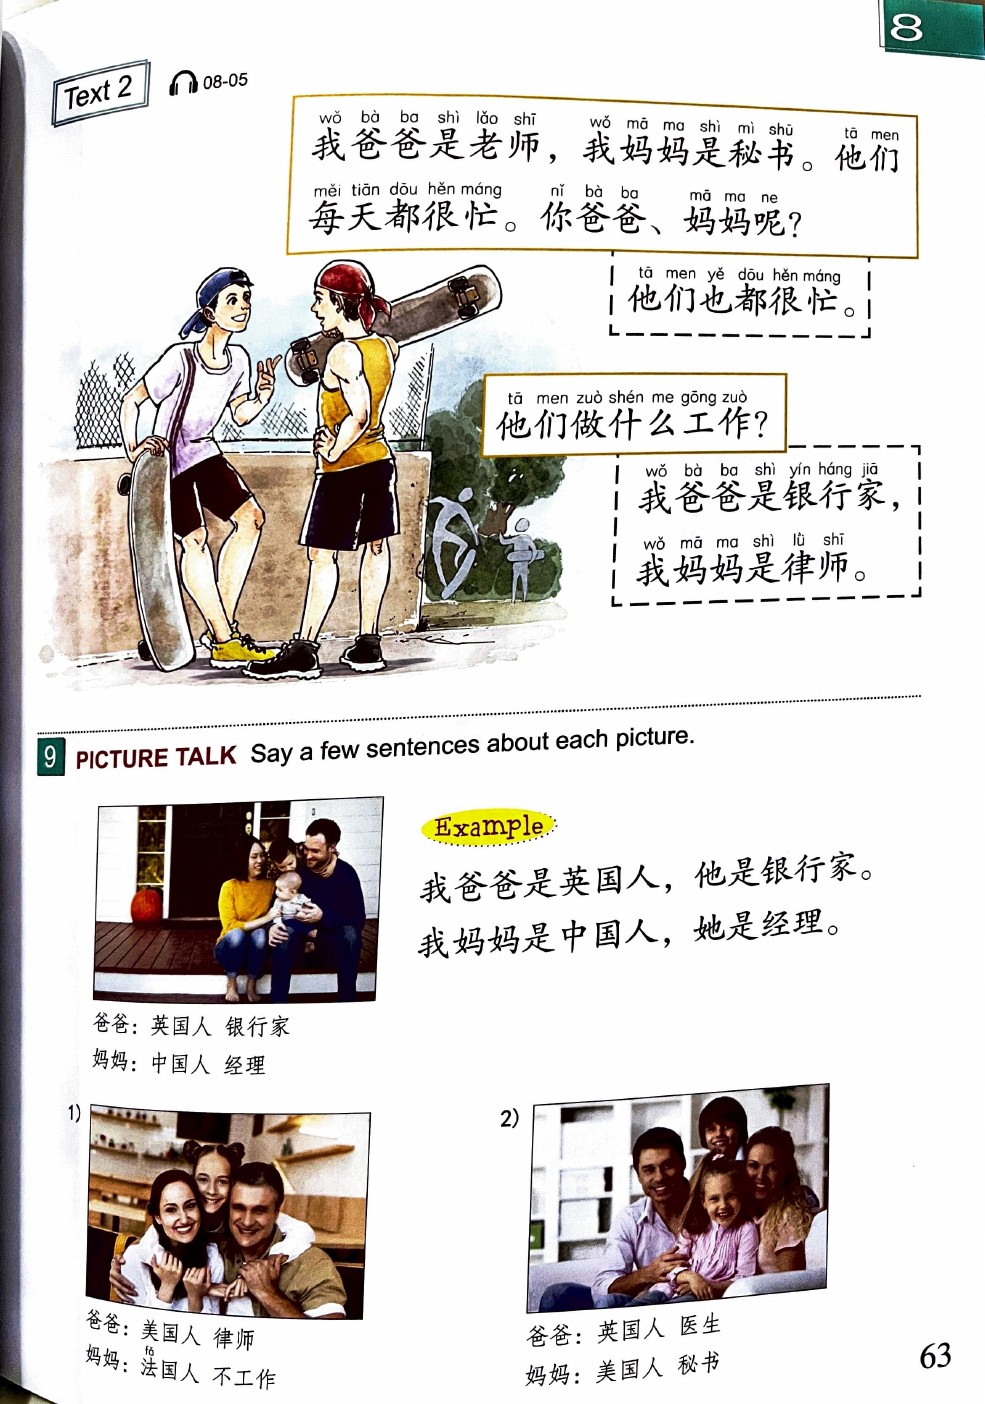 8
Text 2
08-05
wǒ bà ba shì lǎo shī wǒ mā ma shì mì shū tā men
我爸爸是老师，我妈妈是秘书。他们
měi tiān dōu hěn máng nǐ bà ba mā ma ne
每天都很忙。你爸爸、妈妈呢？
tā men yě dōu hěn máng
他们也都很忙。
tā men zuò shén me gōng zuò
他们做什么工作？
wǒ bà ba shì yín háng jiā
我爸爸是银行家，
wǒ mā ma shì lǜ shī
我妈妈是律师。
9 PICTURE TALK Say a few sentences about each picture.
Example
我爸爸是英国人，他是银行家。
我妈妈是中国人，她是经理。
爸爸：英国人 银行家
妈妈：中国人 经理
1)
爸爸：美国人 律师
fǎ
妈妈：法国人 不工作
2)
爸爸：英国人 医生
妈妈：美国人 秘书
63